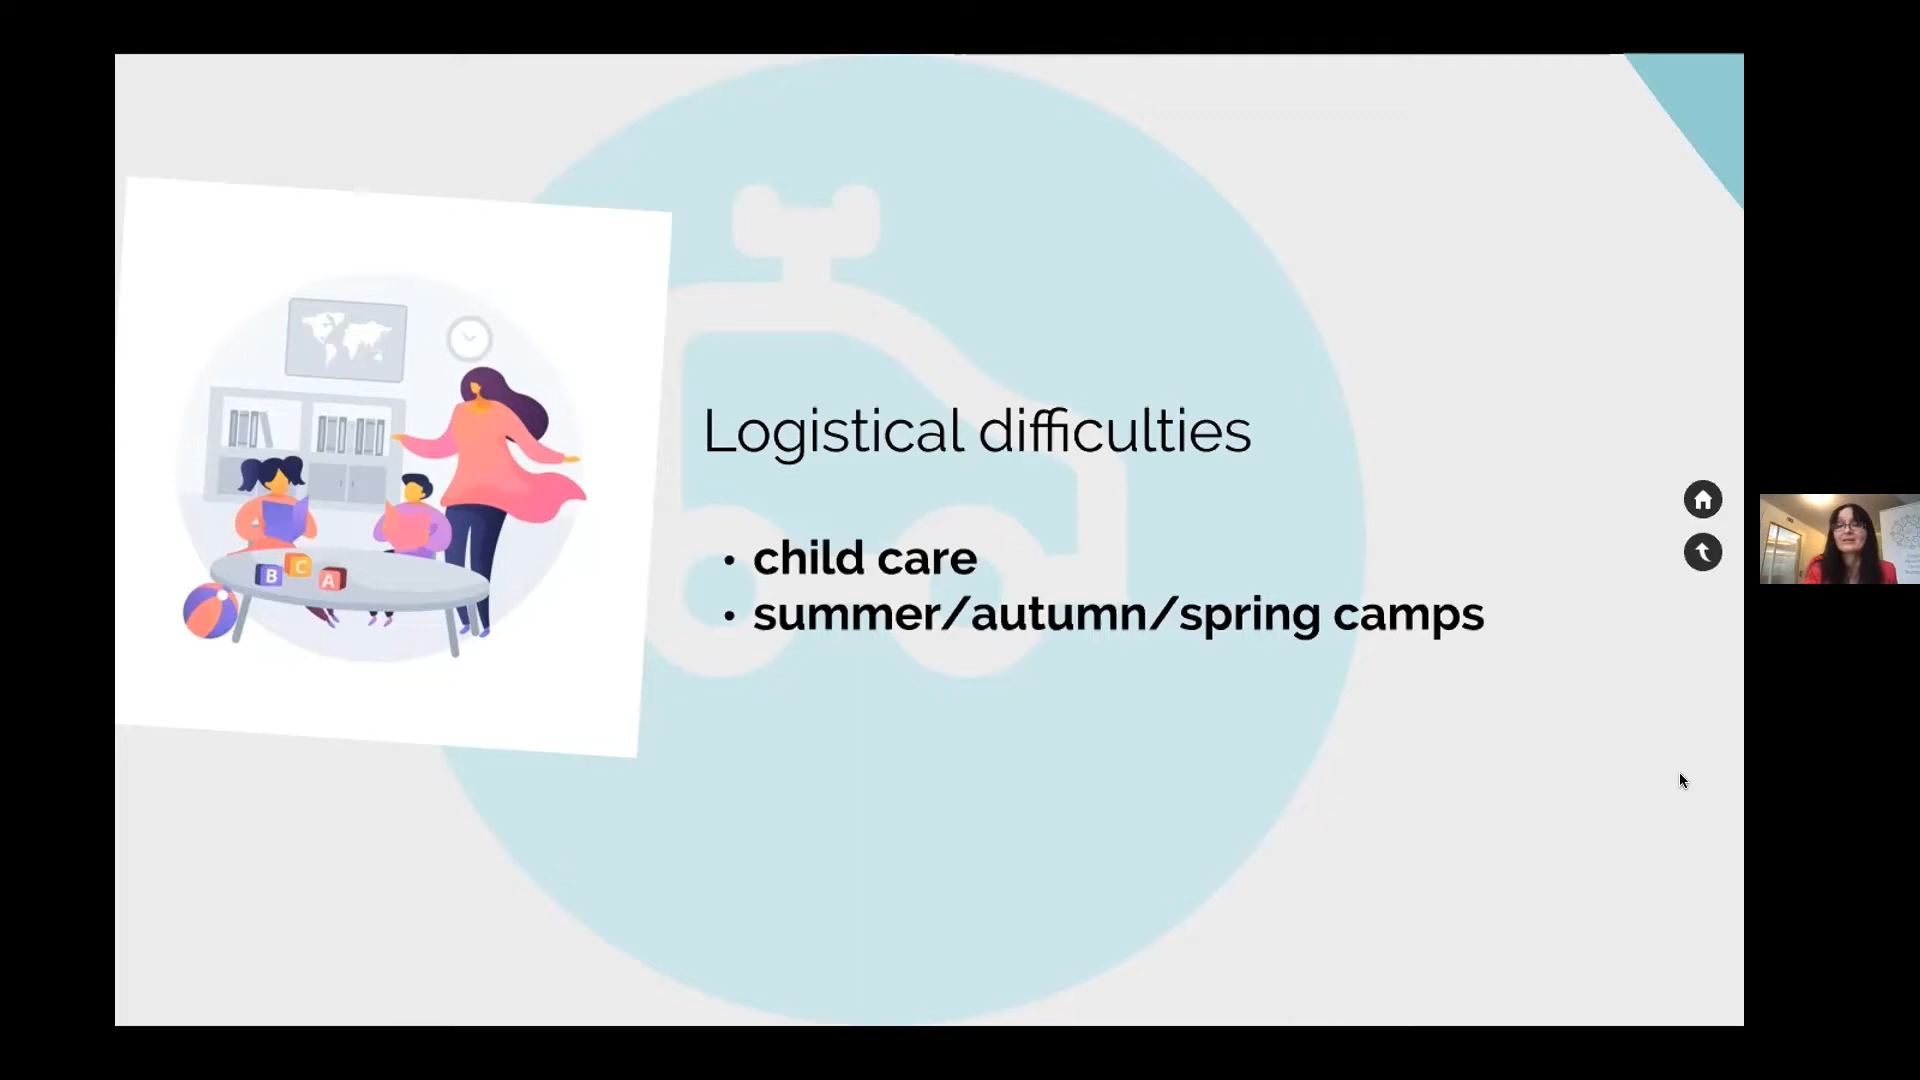 Logistical difficulties
• child care
• summer/autumn/spring camps
B
C
A